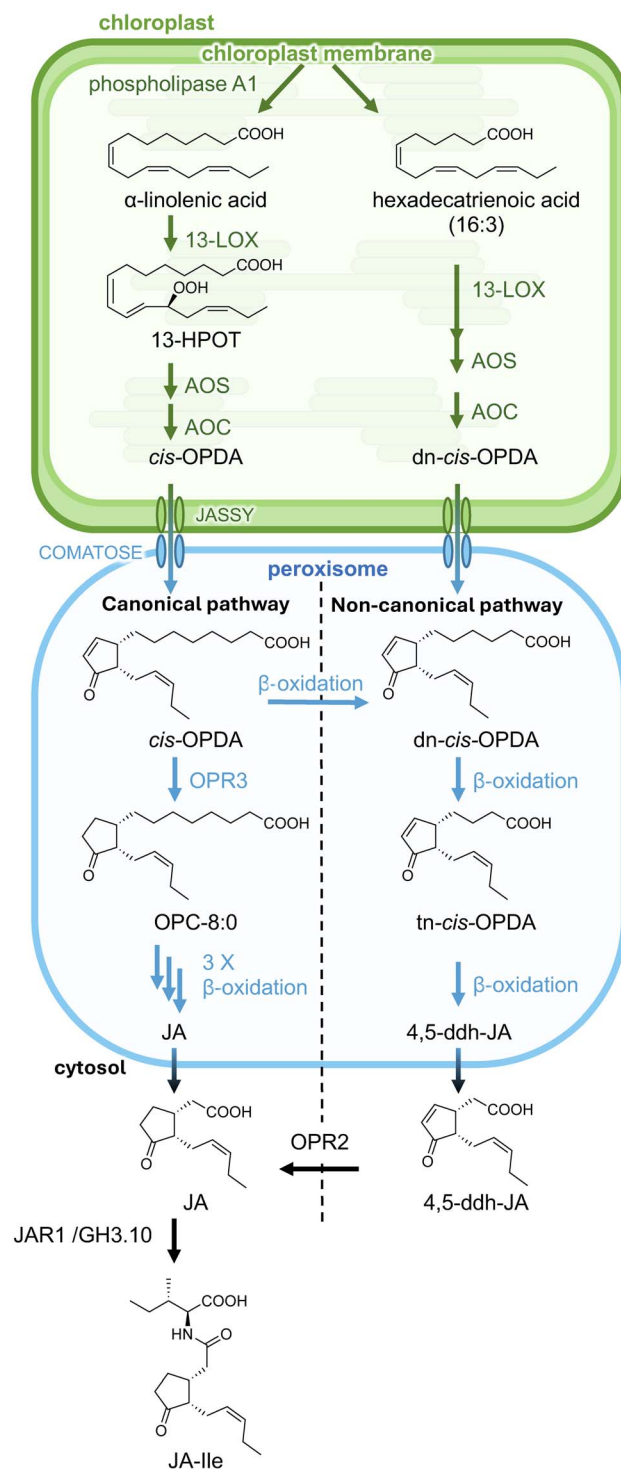 chloroplast
chloroplast membrane
phospholipase A1
COOH
COOH
α-linolenic acid
hexadecatrienoic acid
(16:3)
13-LOX
COOH
OOH
13-HPOT
13-LOX
AOS
AOS
AOC
AOC
cis-OPDA
dn-cis-OPDA
JASSY
COMATOSE
peroxisome
Canonical pathway
Non-canonical pathway
COOH
O
COOH
O
β-oxidation
cis-OPDA
dn-cis-OPDA
OPR3
β-oxidation
COOH
O
COOH
O
OPC-8:0
tn-cis-OPDA
3 X
β-oxidation
β-oxidation
JA
4,5-ddh-JA
cytosol
COOH
O
COOH
O
OPR2
JA
4,5-ddh-JA
JAR1 /GH3.10
COOH
HN
O
O
JA-Ile